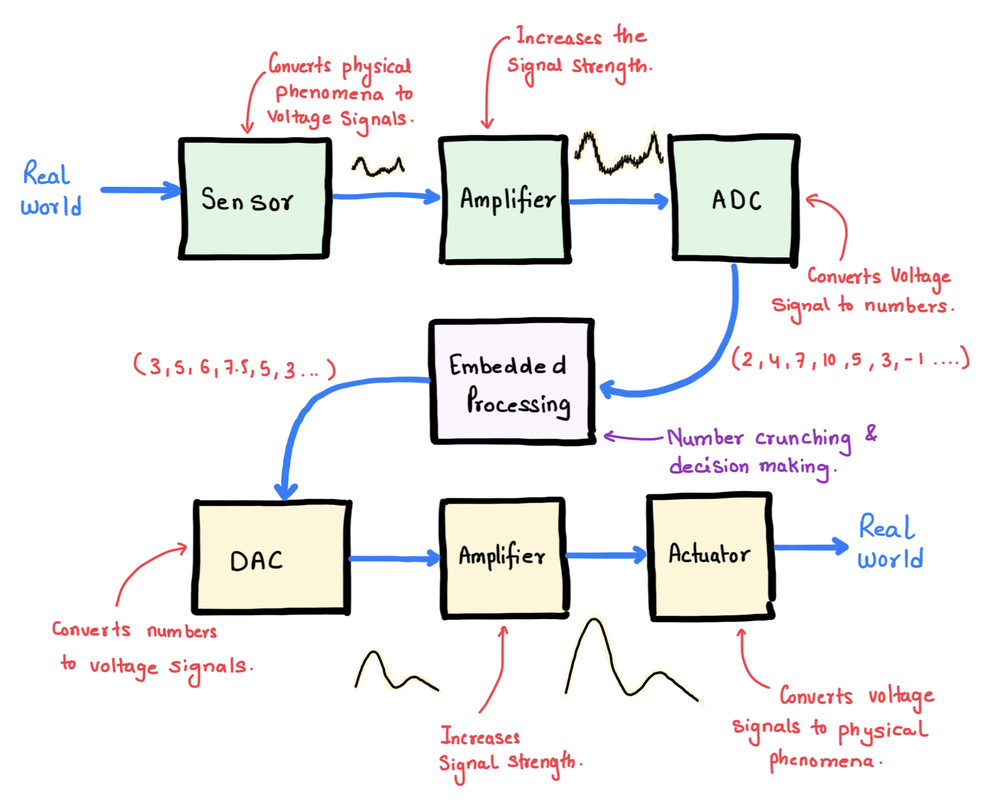 Increases the
Signal strength.
Converts physical
phenomena to
Voltage Signals.
Real
world
Sensor
Amplifier
ADC
Converts Voltage
Signal to numbers.
(3,5,6,7.5,5,3...)
Embedded
Processing
(2,4,7,10,5,3,-1....)
Number crunching &
decision making.
DAC
Amplifier
Actuator
Real
world
Converts numbers
to voltage signals.
Increases
Signal strength.
Converts voltage
signals to physical
phenomena.